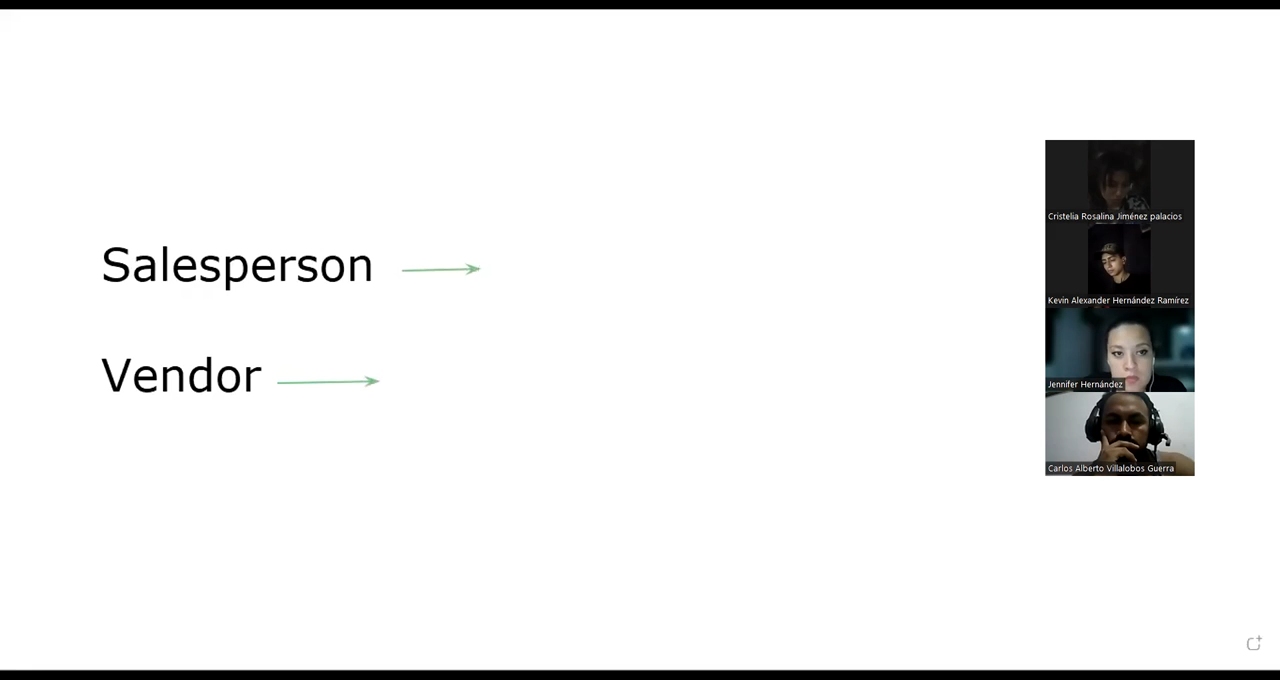 Salesperson
Vendor
Cristelia Rosalina Jiménez palacios
Kevin Alexander Hernández Ramírez
Jennifer Hernández
Carlos Alberto Villalobos Guerra